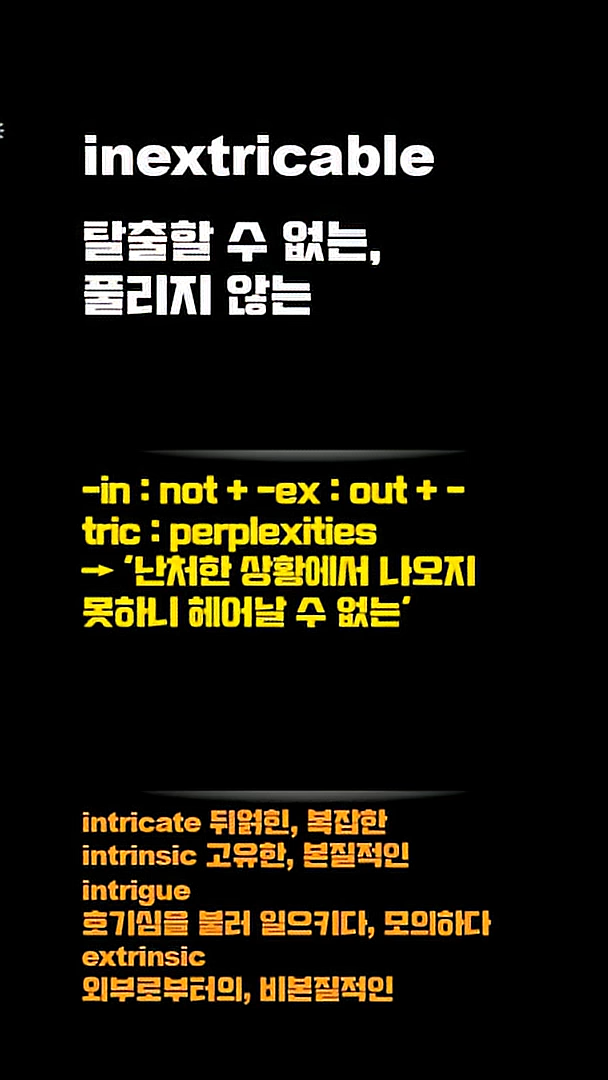 inextricable
탈출할 수 없는,
풀리지 않는
-in : not + -ex : out + -
tric : perplexities
→ '난처한 상황에서 나오지
못하니 헤어날 수 없는'
intricate 뒤얽힌, 복잡한
intrinsic 고유한, 본질적인
intrigue
호기심을 불러 일으키다, 모의하다
extrinsic
외부로부터의, 비본질적인